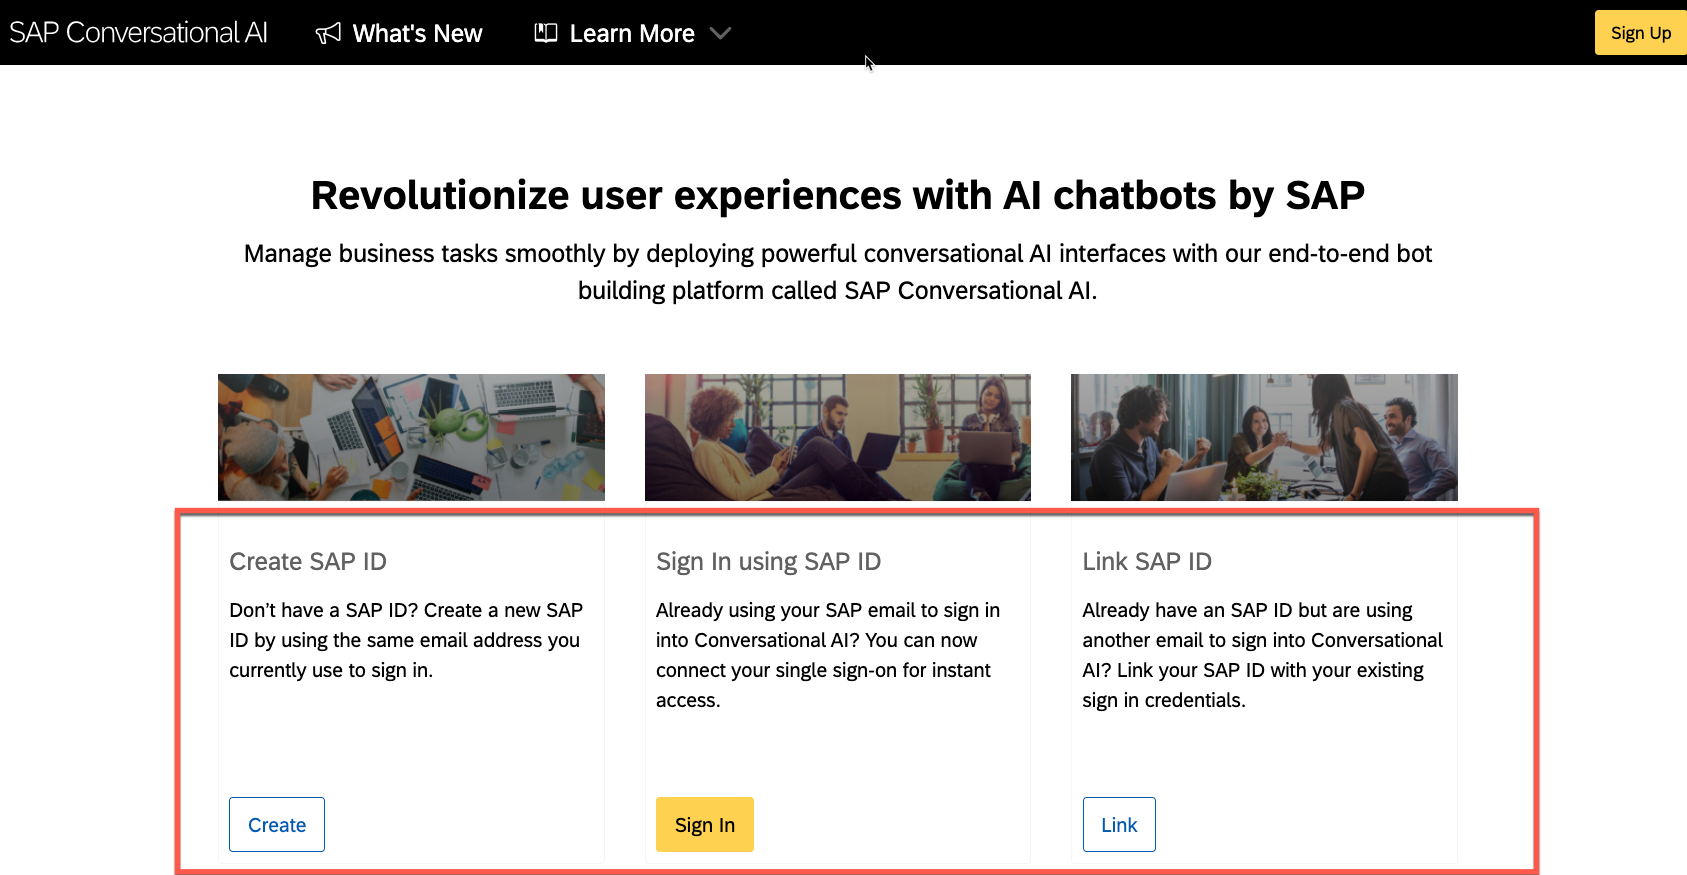 SAP Conversational AI What's New Learn More Sign Up
Revolutionize user experiences with AI chatbots by SAP
Manage business tasks smoothly by deploying powerful conversational AI interfaces with our end-to-end bot
building platform called SAP Conversational AI.
Create SAP ID
Don’t have a SAP ID? Create a new SAP
ID by using the same email address you
currently use to sign in.
Create
Sign In using SAP ID
Already using your SAP email to sign in
into Conversational AI? You can now
connect your single sign-on for instant
access.
Sign In
Link SAP ID
Already have an SAP ID but are using
another email to sign into Conversational
AI? Link your SAP ID with your existing
sign in credentials.
Link